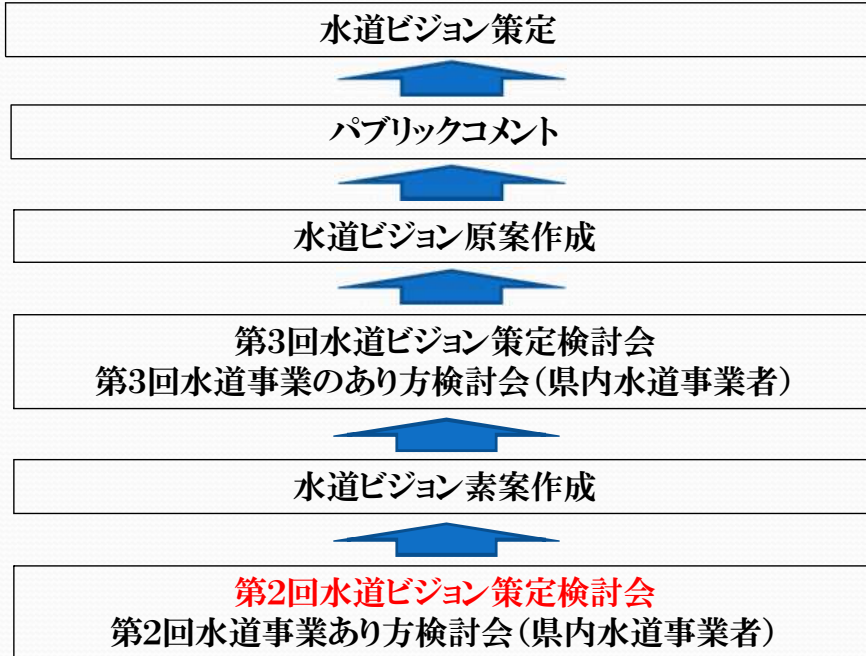 水道ビジョン策定
パブリックコメント
水道ビジョン原案作成
第3回水道ビジョン策定検討会
第3回水道事業のあり方検討会(県内水道事業者)
水道ビジョン素案作成
第2回水道ビジョン策定検討会
第2回水道事業あり方検討会(県内水道事業者)